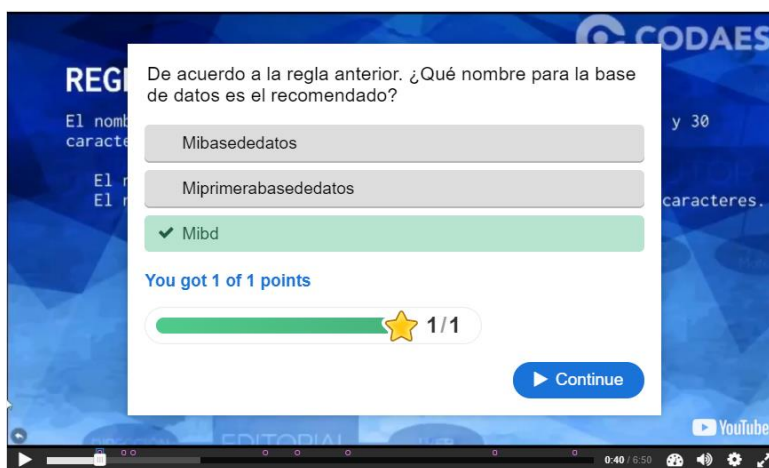 CODAES
REGI
De acuerdo a la regla anterior. ¿Qué nombre para la base
de datos es el recomendado?
El nomb
y 30
caracte
Mibasededatos
El
Miprimerabasededatos
El
caracteres.
Mibd
You got 1 of 1 points
1/1
Continue
EDITORIAL
YouTube
0:40 / 6:50